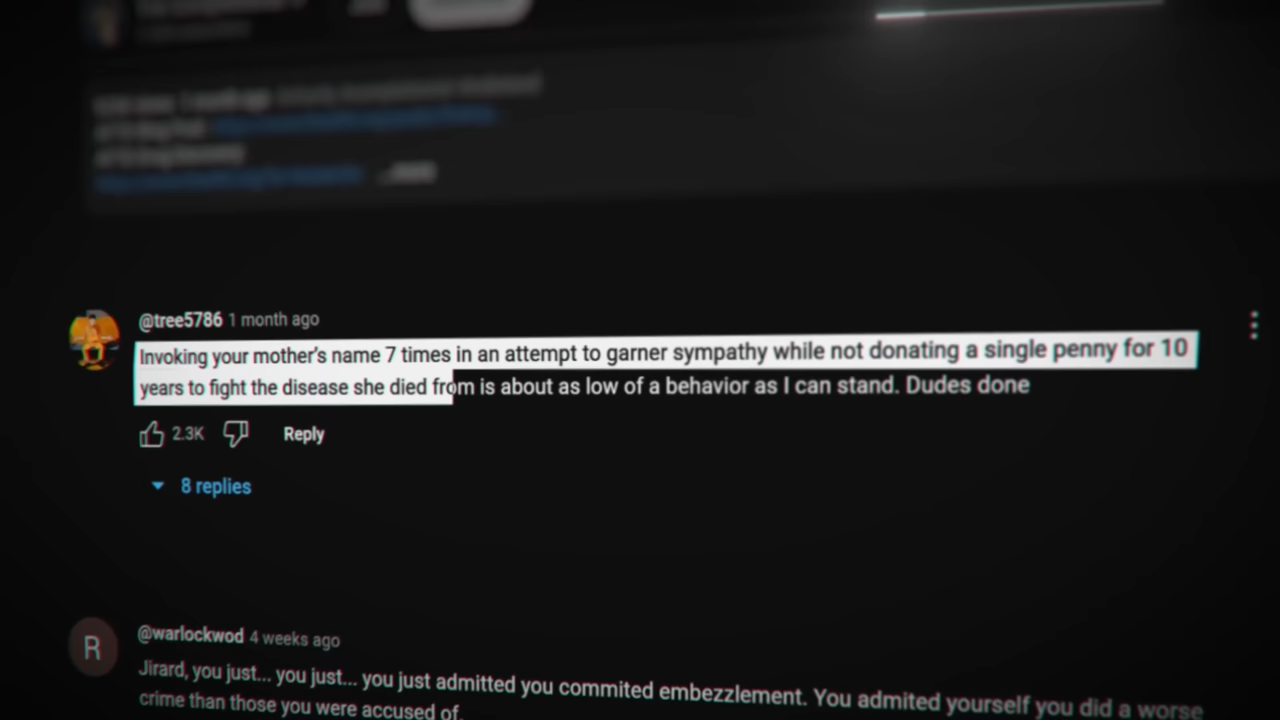 @tree5786 1 month ago
Invoking your mother's name 7 times in an attempt to garner sympathy while not donating a single penny for 10
years to fight the disease she died from is about as low of a behavior as I can stand. Dudes done
2.3K Reply
8 replies
R
@warlockwod 4 weeks ago
Jirard, you just... you just... you just admitted you commited embezzlement. You admited yourself you did a worse
crime than those you were accused of.